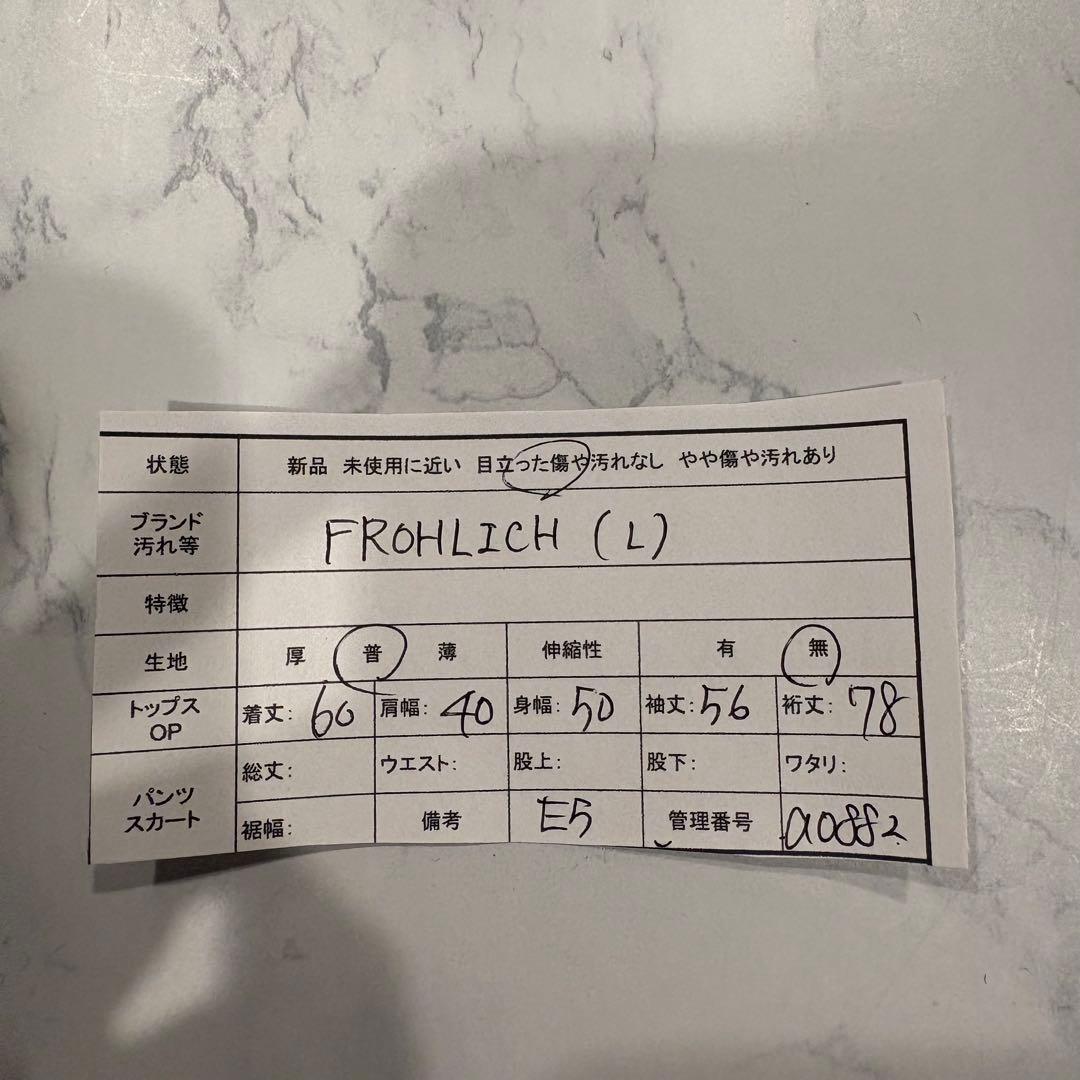 状態 新品 未使用に近い 目立った傷や汚れなし やや傷や汚れあり
ブランド 汚れ等 FROHLICH (L)
特徴
生地 厚 普 薄 伸縮性 有 無
トップス OP 着丈: 60 肩幅: 40 身幅: 50 袖丈: 56 裄丈: 78
パンツ スカート 総丈: ウエスト: 股上: 股下: ワタリ:
裾幅: 備考 E5 管理番号 a0882